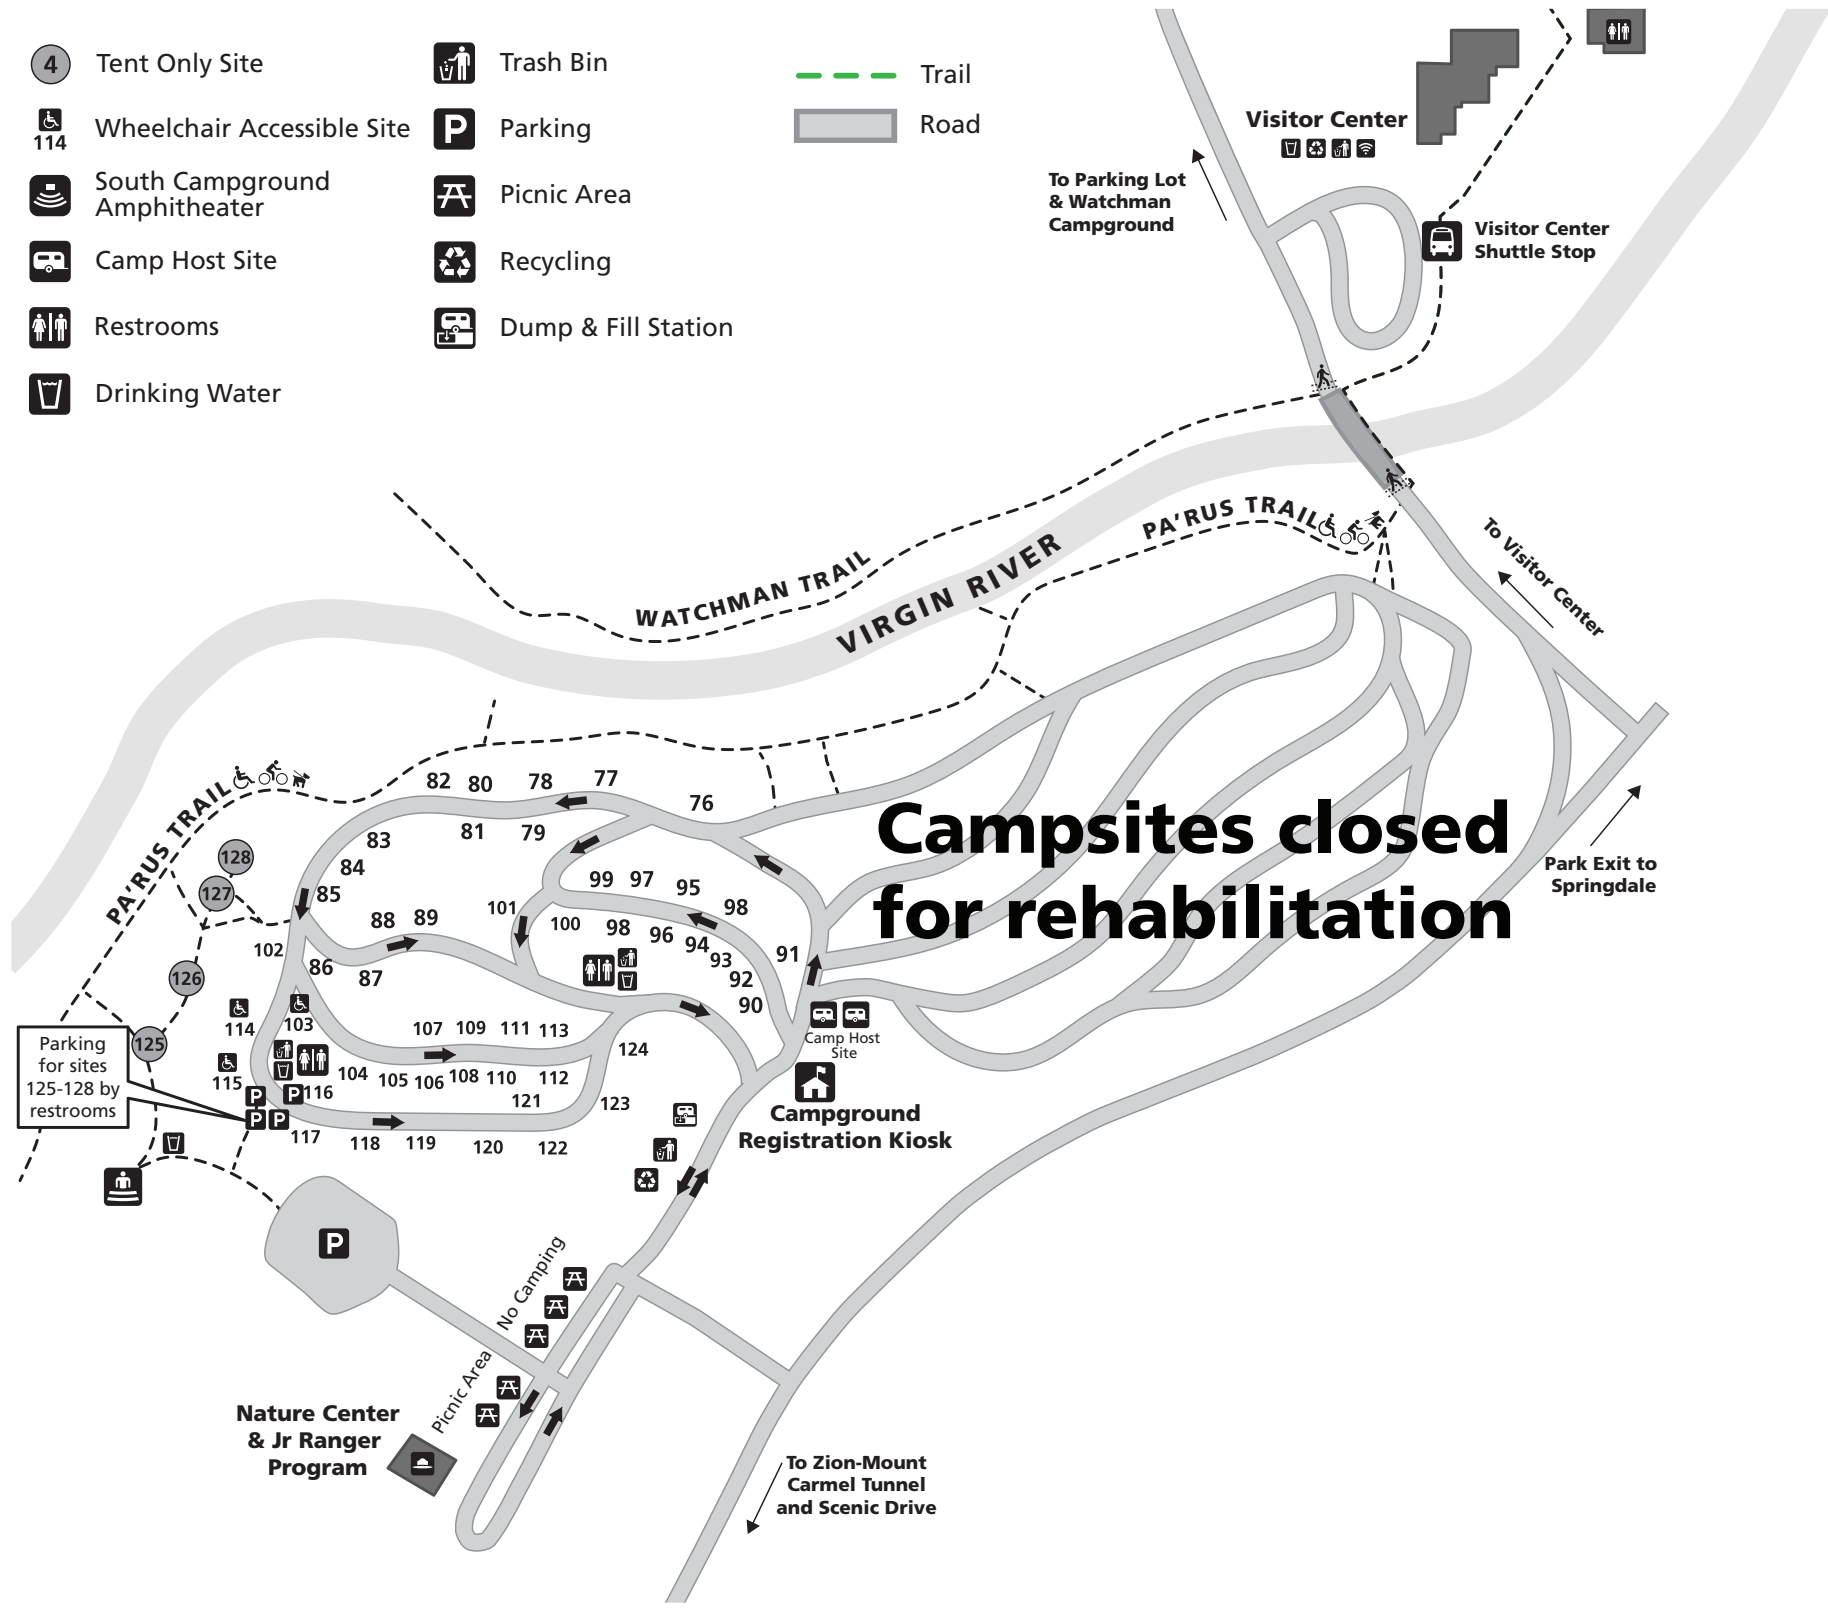 4
Tent Only Site
114
Wheelchair Accessible Site
South Campground
Amphitheater
Camp Host Site
Restrooms
Drinking Water
Trash Bin
P
Parking
Picnic Area
Recycling
Dump & Fill Station
Trail
Road
Visitor Center
To Parking Lot
& Watchman
Campground
Visitor Center
Shuttle Stop
WATCHMAN TRAIL
VIRGIN RIVER
PA'RUS TRAIL
To Visitor Center
Park Exit to
Springdale
Campsites closed
for rehabilitation
PA'RUS TRAIL
82
80
78
77
76
81
79
83
84
85
128
127
126
125
88
89
86
87
99
97
95
98
101
100
98
96
94
93
92
90
91
102
114
103
115
116
107
109
111
113
104
105
106
108
110
112
124
121
123
117
118
119
120
122
P
P
P
P
Parking
for sites
125-128 by
restrooms
Camp Host
Site
Campground
Registration Kiosk
P
No Camping
Picnic Area
Nature Center
& Jr Ranger
Program
To Zion-Mount
Carmel Tunnel
and Scenic Drive